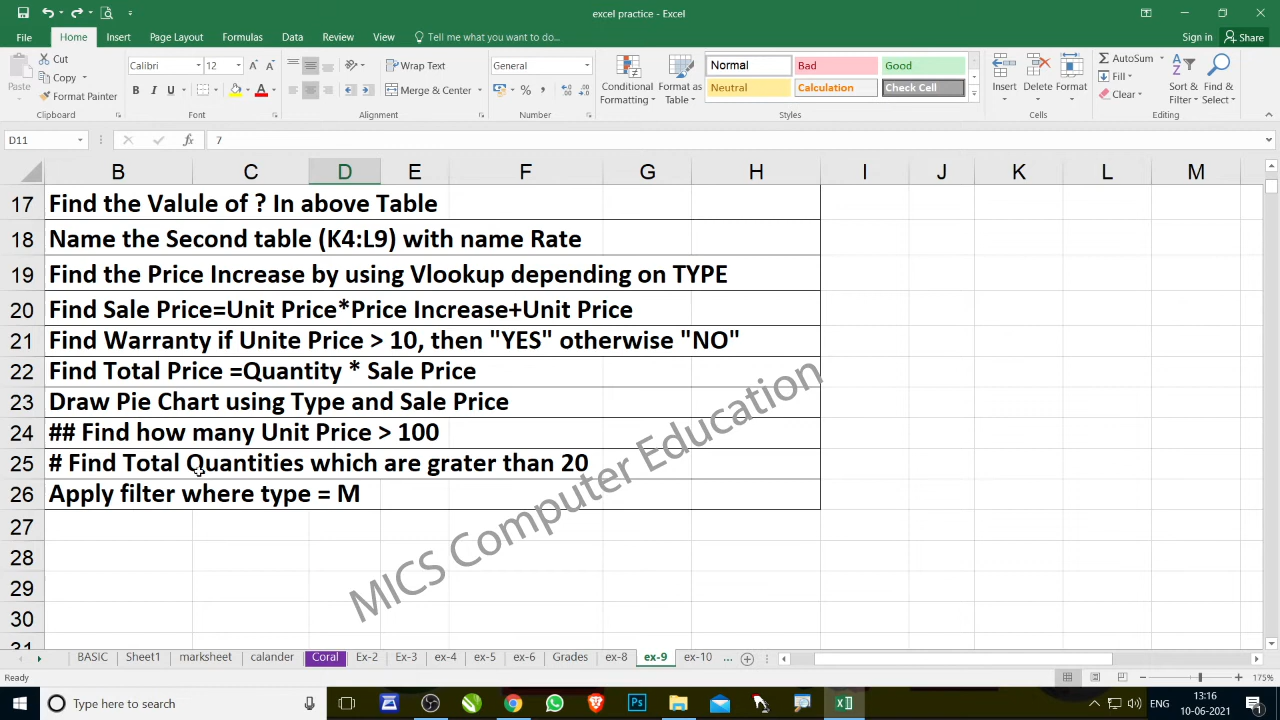 excel practice - Excel
File Home Insert Page Layout Formulas Data Review View Tell me what you want to do... Sign in Share
Cut
Copy
Format Painter
Paste
Clipboard
Calibri 12
B I U
Font
Wrap Text
Merge & Center
Alignment
General
Number
Conditional Formatting
Format as Table
Normal Bad Good
Neutral Calculation Check Cell
Styles
Insert Delete Format
Cells
AutoSum
Fill
Clear
Sort & Filter
Find & Select
Editing
D11 fx 7
B C D E F G H I J K L M
17 Find the Valule of ? In above Table
18 Name the Second table (K4:L9) with name Rate
19 Find the Price Increase by using Vlookup depending on TYPE
20 Find Sale Price=Unit Price*Price Increase+Unit Price
21 Find Warranty if Unite Price > 10, then "YES" otherwise "NO"
22 Find Total Price =Quantity * Sale Price
23 Draw Pie Chart using Type and Sale Price
24 ## Find how many Unit Price > 100
25 # Find Total Quantities which are grater than 20
26 Apply filter where type = M
27
28
29
30
31
MICS Computer Education
BASIC Sheet1 marksheet calander Coral Ex-2 Ex-3 ex-4 ex-5 ex-6 Grades ex-8 ex-9 ex-10 ...
Ready 175%
Type here to search
ENG
13:16
10-06-2021